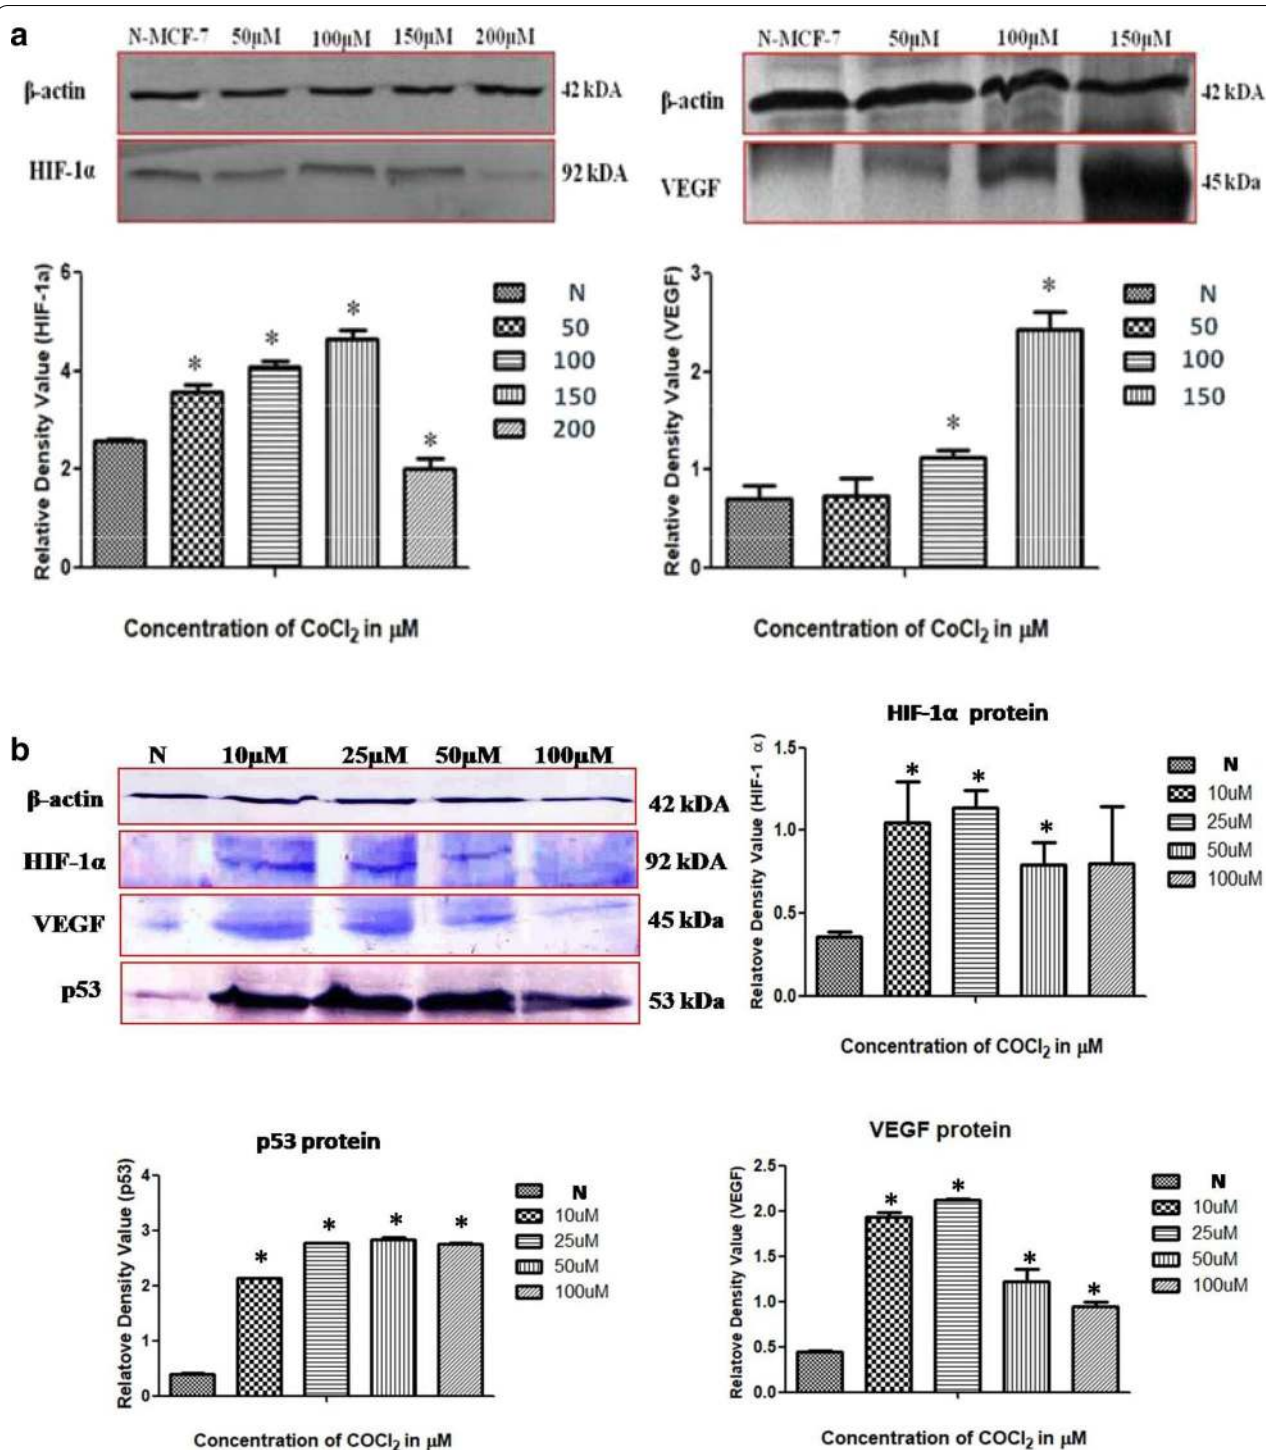 a
N-MCF-7 50μM 100μM 150μM 200μM
β-actin 42 kDA
HIF-1α 92 kDA
N-MCF-7 50μM 100μM 150μM
β-actin 42 kDA
VEGF 45 kDa
Relative Density Value (HIF-1a)
6
4
2
0
* * * *
N
50
100
150
200
Concentration of CoCl2 in μM
Relative Density Value (VEGF)
3
2
1
0
* *
N
50
100
150
Concentration of CoCl2 in μM
b
N 10μM 25μM 50μM 100μM
β-actin 42 kDA
HIF-1α 92 kDA
VEGF 45 kDa
p53 53 kDa
HIF-1α protein
Relatove Density Value (HIF-1 α)
1.5
1.0
0.5
0.0
* * *
N
10uM
25uM
50uM
100uM
Concentration of COCl2 in μM
p53 protein
Relatove Density Value (p53)
4
3
2
1
0
* * * *
N
10uM
25uM
50uM
100uM
Concentration of COCl2 in μM
VEGF protein
Relatove Density Value (VEGF)
2.5
2.0
1.5
1.0
0.5
0.0
* * * *
N
10uM
25uM
50uM
100uM
Concentration of COCl2 in μM